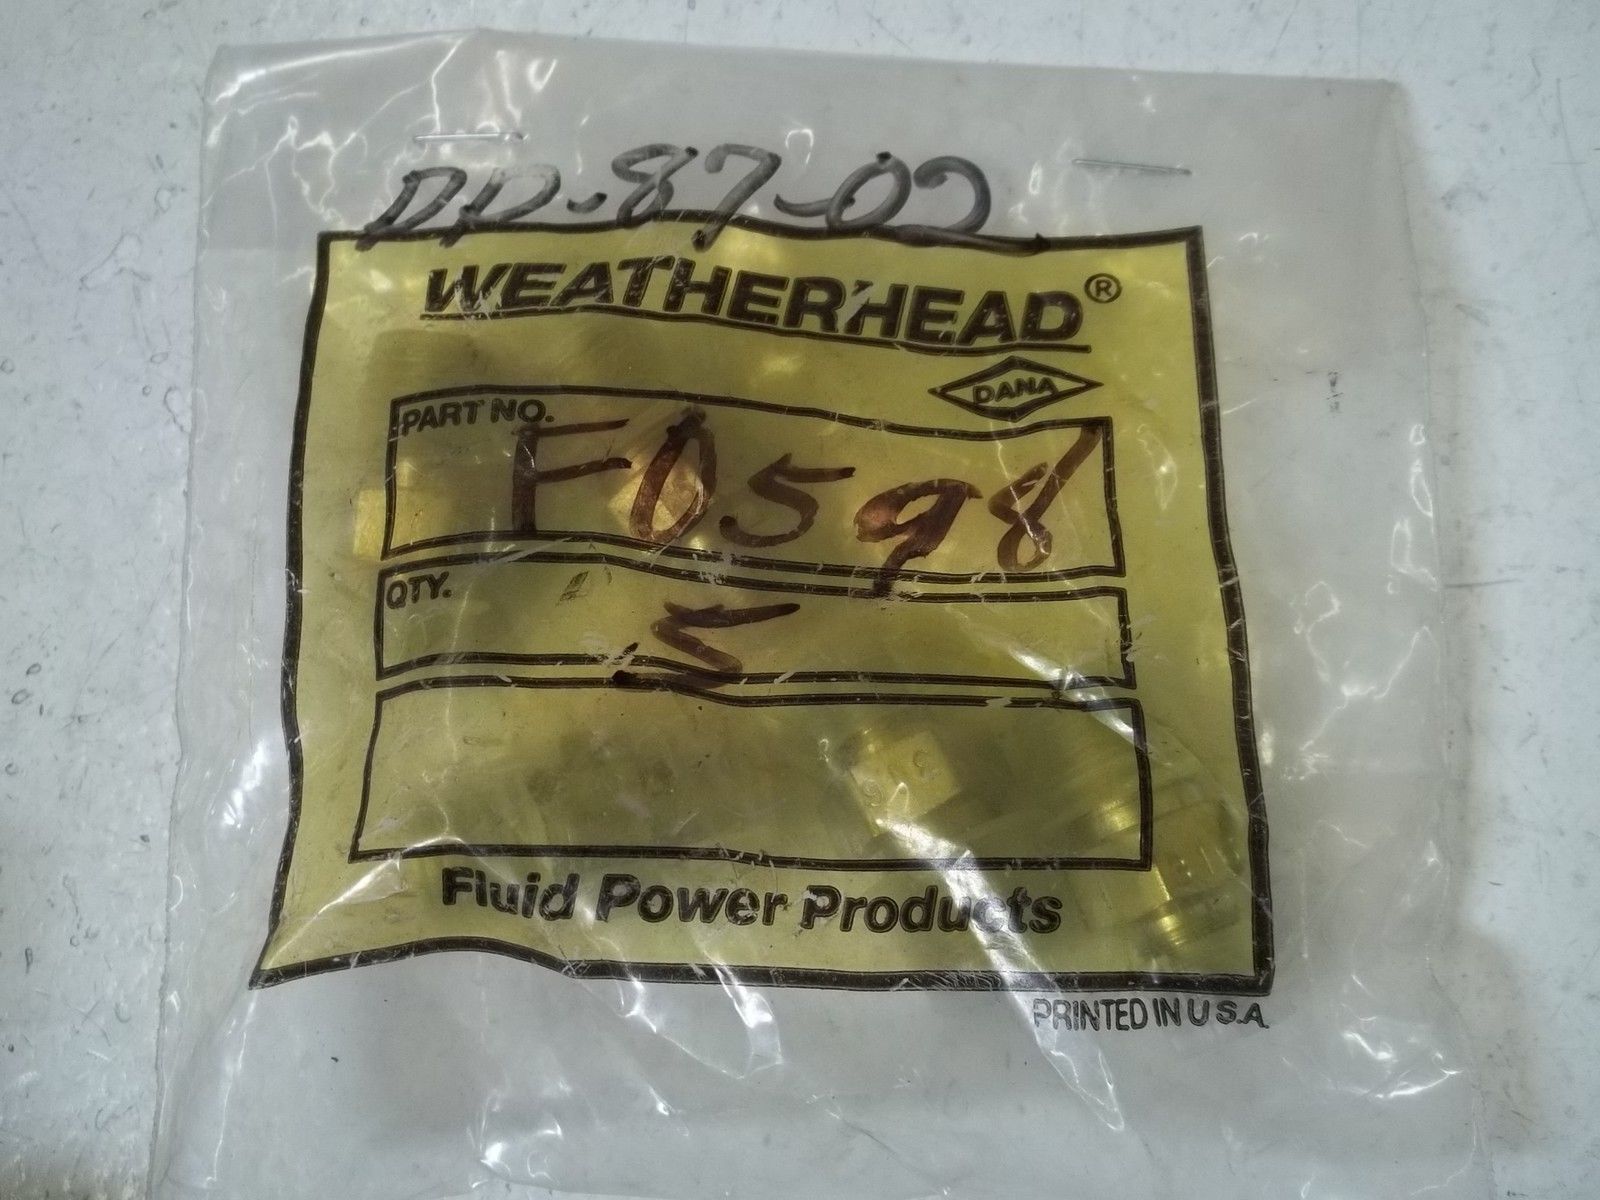 DD-87-02
WEATHERHEAD®
DANA
PART NO. F0598
QTY. 5
Fluid Power Products
PRINTED IN U.S.A.